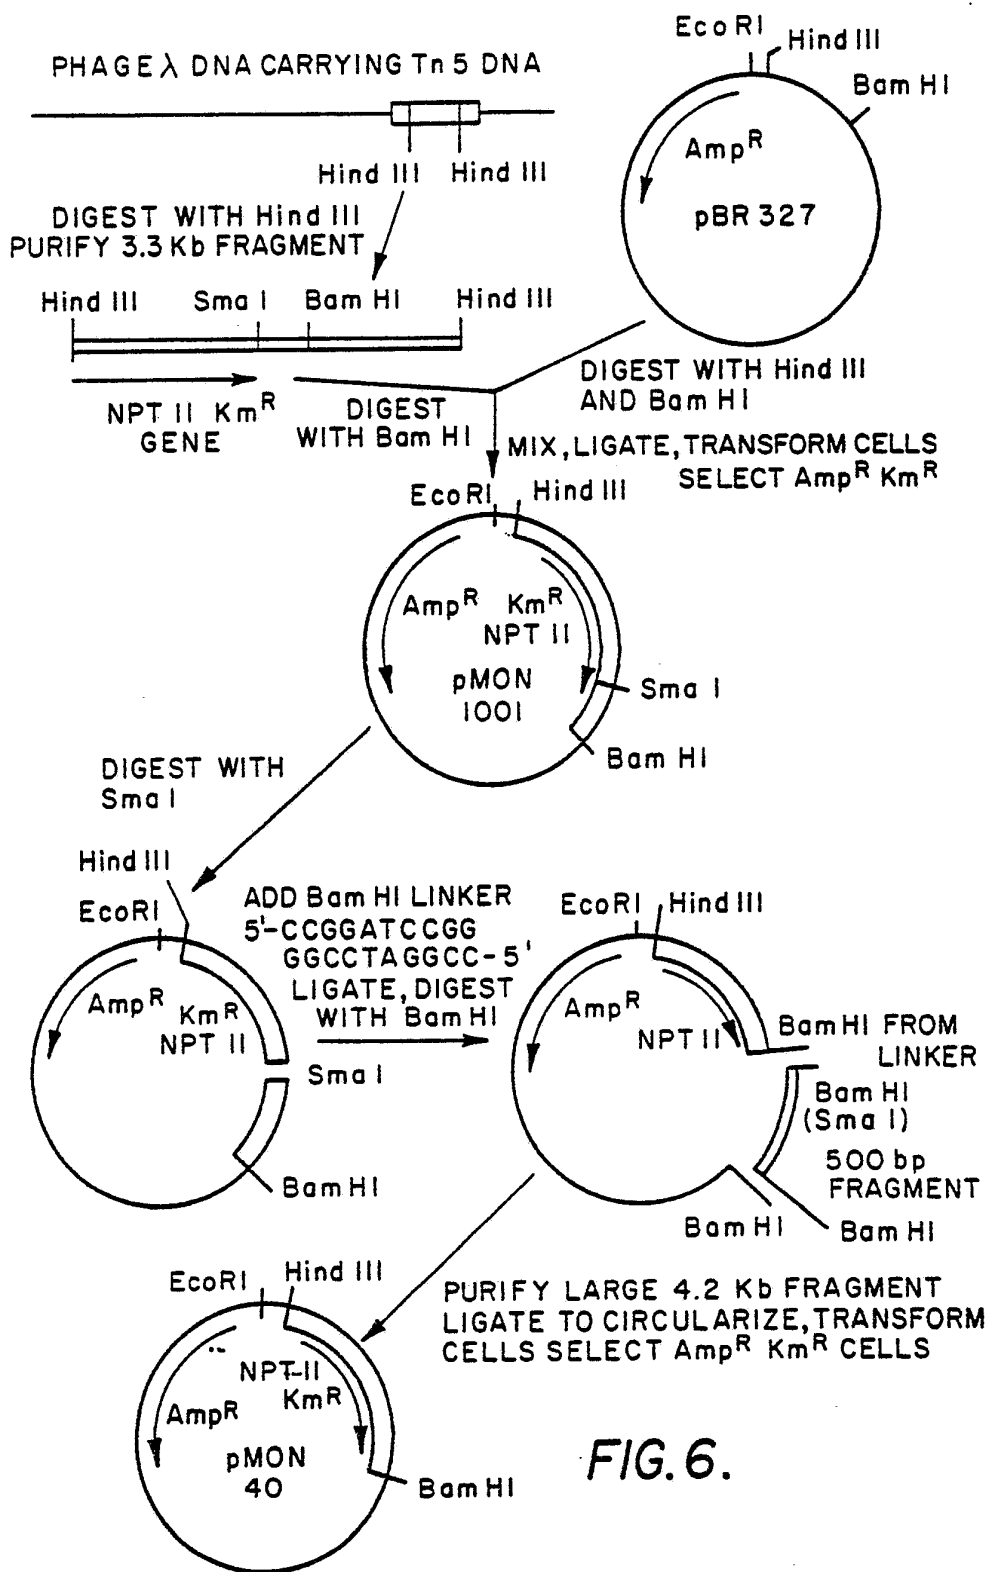 PHAGE λ DNA CARRYING Tn 5 DNA
Hind III Hind III
DIGEST WITH Hind III
PURIFY 3.3 Kb FRAGMENT
Hind III Sma I Bam HI Hind III
NPT II Km^R
GENE
DIGEST
WITH Bam HI
Eco RI
Hind III
Bam HI
Amp^R
pBR 327
DIGEST WITH Hind III
AND Bam HI
MIX, LIGATE, TRANSFORM CELLS
SELECT Amp^R Km^R
Eco RI Hind III
Amp^R Km^R
NPT II
pMON
1001
Sma I
Bam HI
DIGEST WITH
Sma I
Hind III
EcoRI
Amp^R
Km^R
NPT II
Sma I
Bam HI
ADD Bam HI LINKER
5'-CCGGATCCGG
GGCCTAGGCC-5'
LIGATE, DIGEST
WITH Bam HI
EcoRI Hind III
Amp^R
NPT II
Bam HI FROM
LINKER
Bam HI
(Sma I)
500 bp
FRAGMENT
Bam HI
Bam HI
PURIFY LARGE 4.2 Kb FRAGMENT
LIGATE TO CIRCULARIZE, TRANSFORM
CELLS SELECT Amp^R Km^R CELLS
EcoRI Hind III
NPT-II
Km^R
Amp^R
pMON
40
Bam HI
FIG. 6.